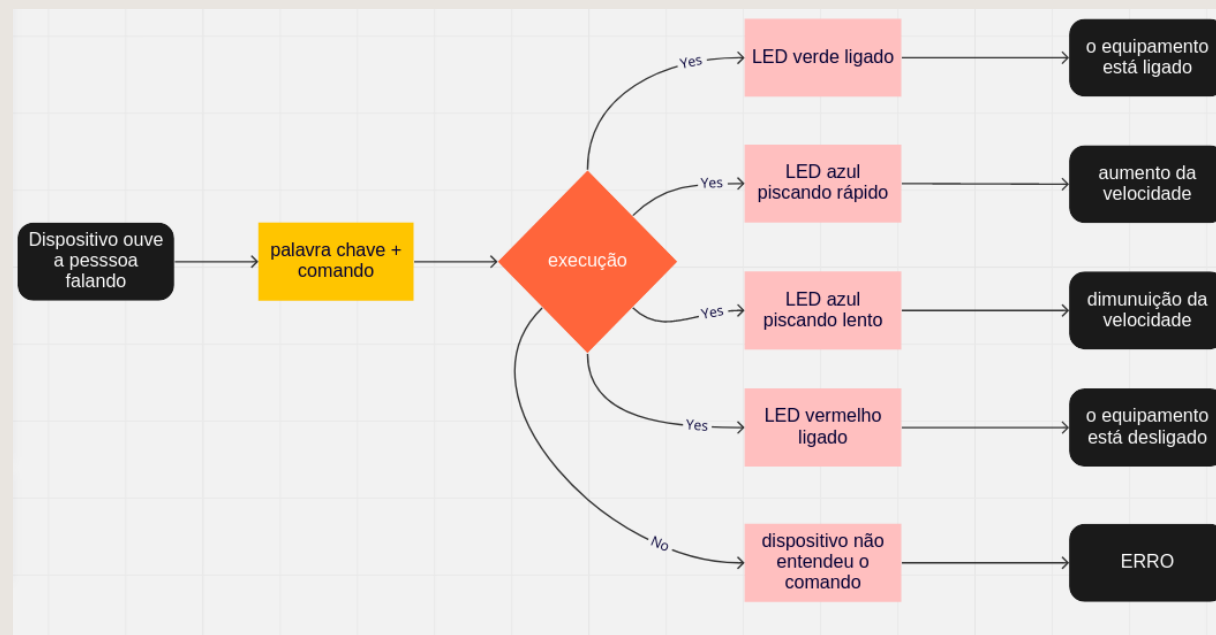 Dispositivo ouve
a pesssoa
falando
palavra chave +
comando
execução
Yes
LED verde ligado
o equipamento
está ligado
Yes
LED azul
piscando rápido
aumento da
velocidade
Yes
LED azul
piscando lento
dimunuição da
velocidade
Yes
LED vermelho
ligado
o equipamento
está desligado
No
dispositivo não
entendeu o
comando
ERRO